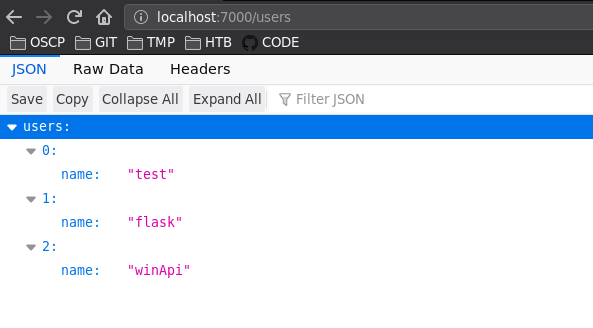 localhost:7000/users
OSCP GIT TMP HTB CODE
JSON Raw Data Headers
Save Copy Collapse All Expand All Filter JSON
users:
0:
name: "test"
1:
name: "flask"
2:
name: "winApi"